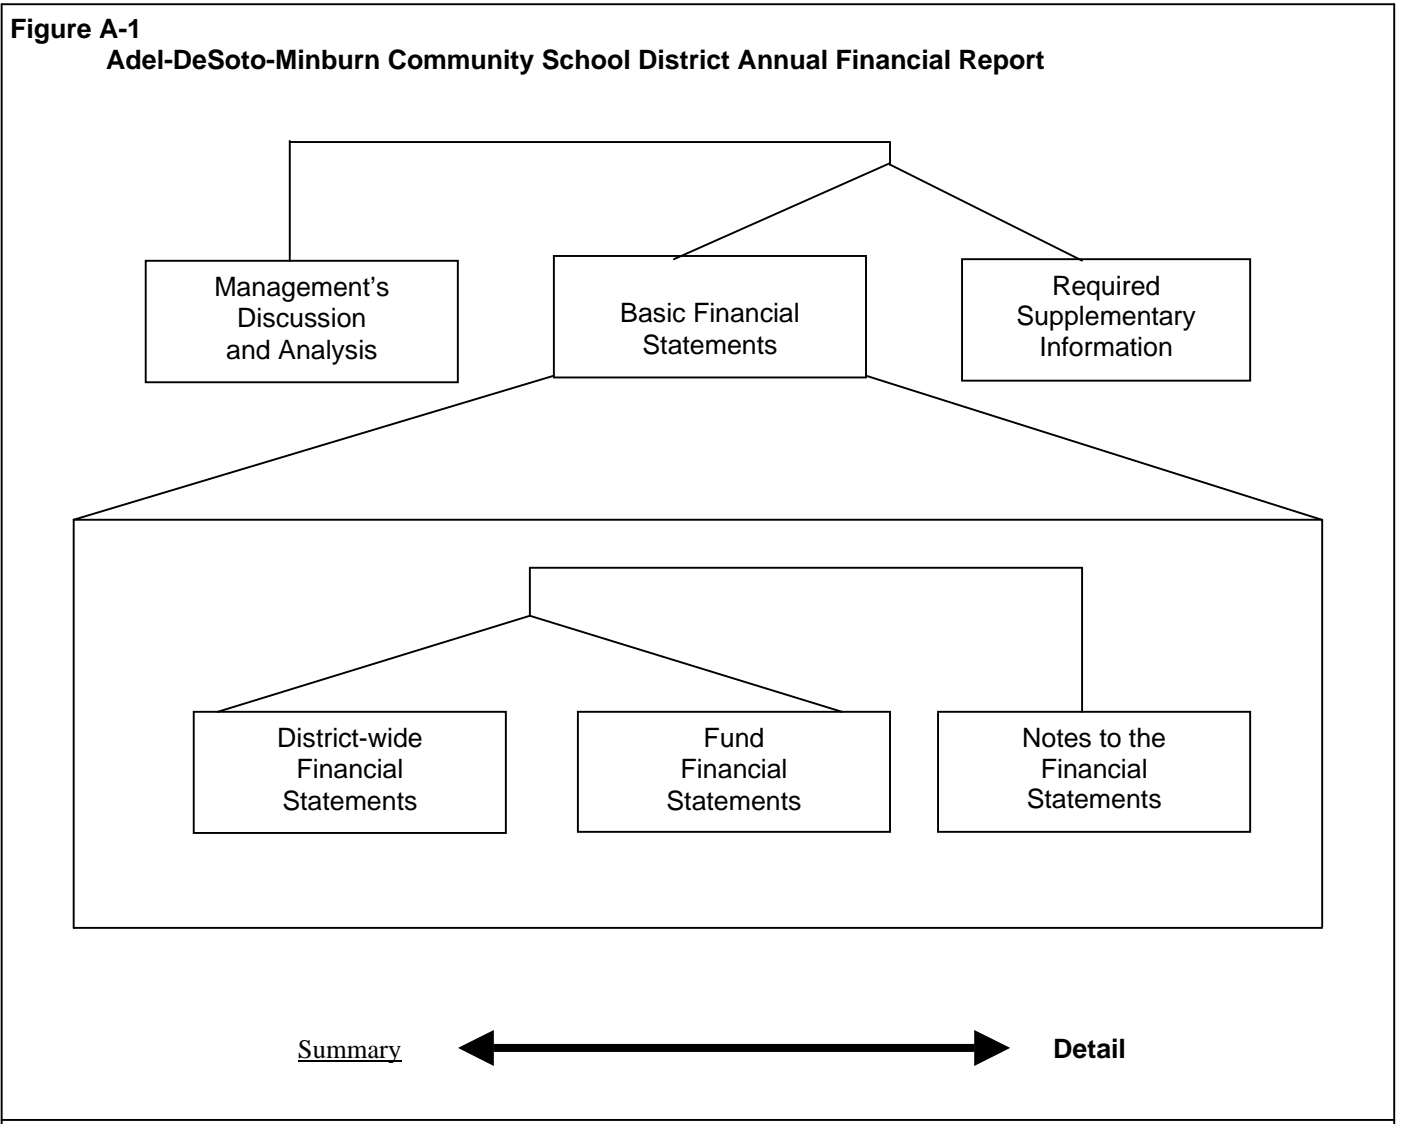 Figure A-1
Adel-DeSoto-Minburn Community School District Annual Financial Report
Management’s
Discussion
and Analysis
Basic Financial
Statements
Required
Supplementary
Information
District-wide
Financial
Statements
Fund
Financial
Statements
Notes to the
Financial
Statements
Summary
Detail